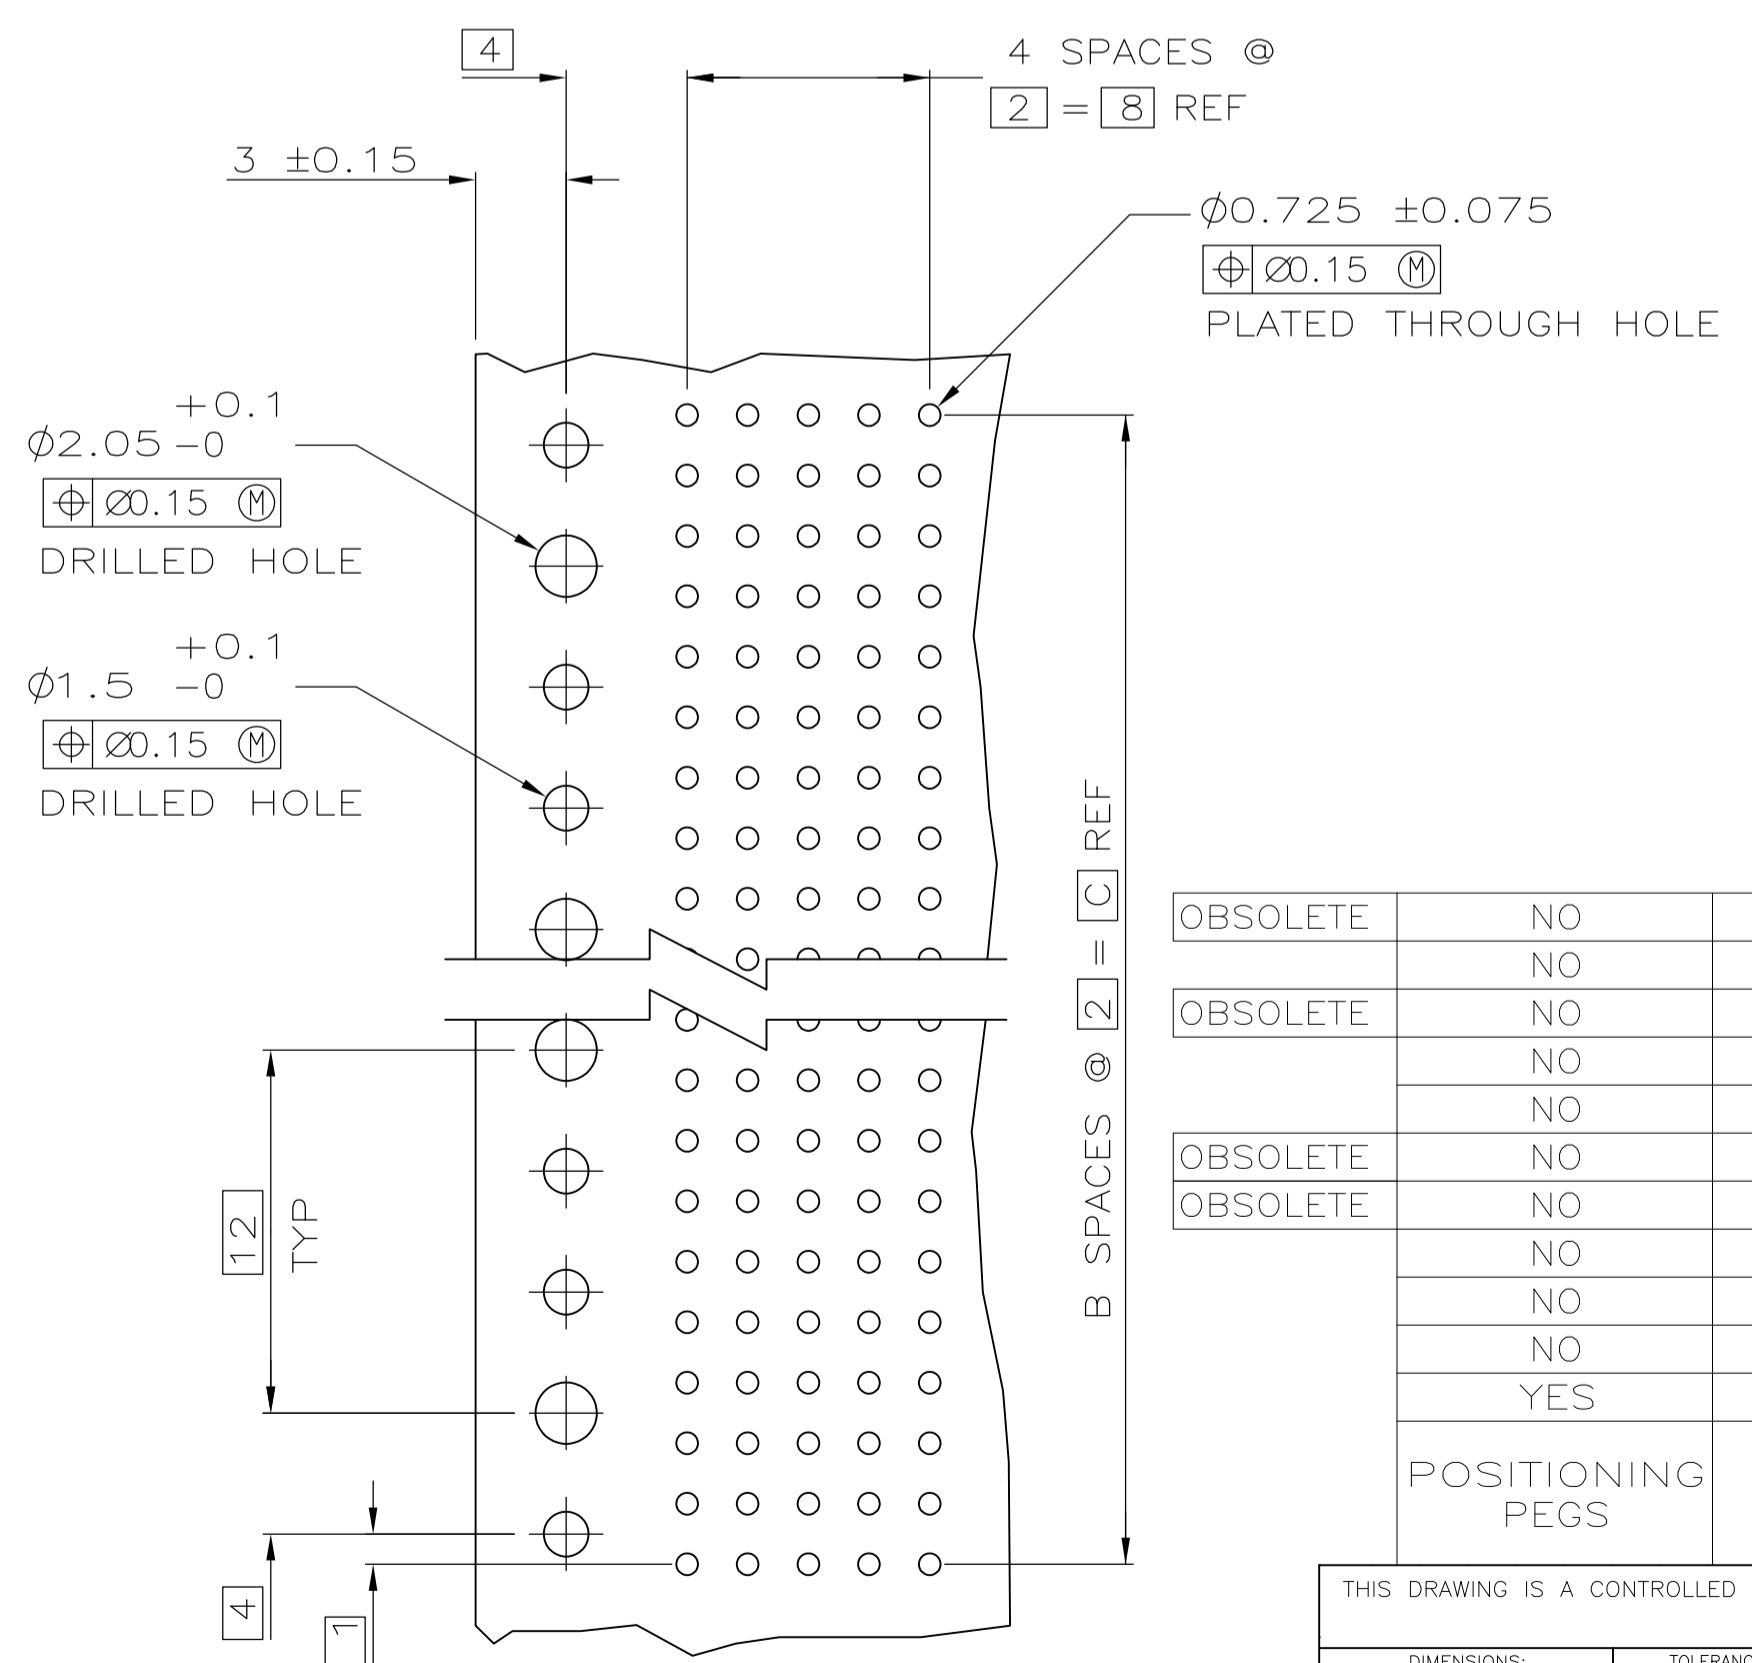 4
4 SPACES @
2 = 8 REF
3 ±0.15
Ø0.725 ±0.075
⌖ Ø0.15 Ⓜ
PLATED THROUGH HOLE
+0.1
Ø2.05 -0
⌖ Ø0.15 Ⓜ
DRILLED HOLE
+0.1
Ø1.5 -0
⌖ Ø0.15 Ⓜ
DRILLED HOLE
B SPACES @ 2 = C REF
12
TYP
4
1
OBSOLETE NO
NO
OBSOLETE NO
NO
NO
OBSOLETE NO
OBSOLETE NO
NO
NO
NO
YES
POSITIONING
PEGS
THIS DRAWING IS A CONTROLLED
DIMENSIONS: